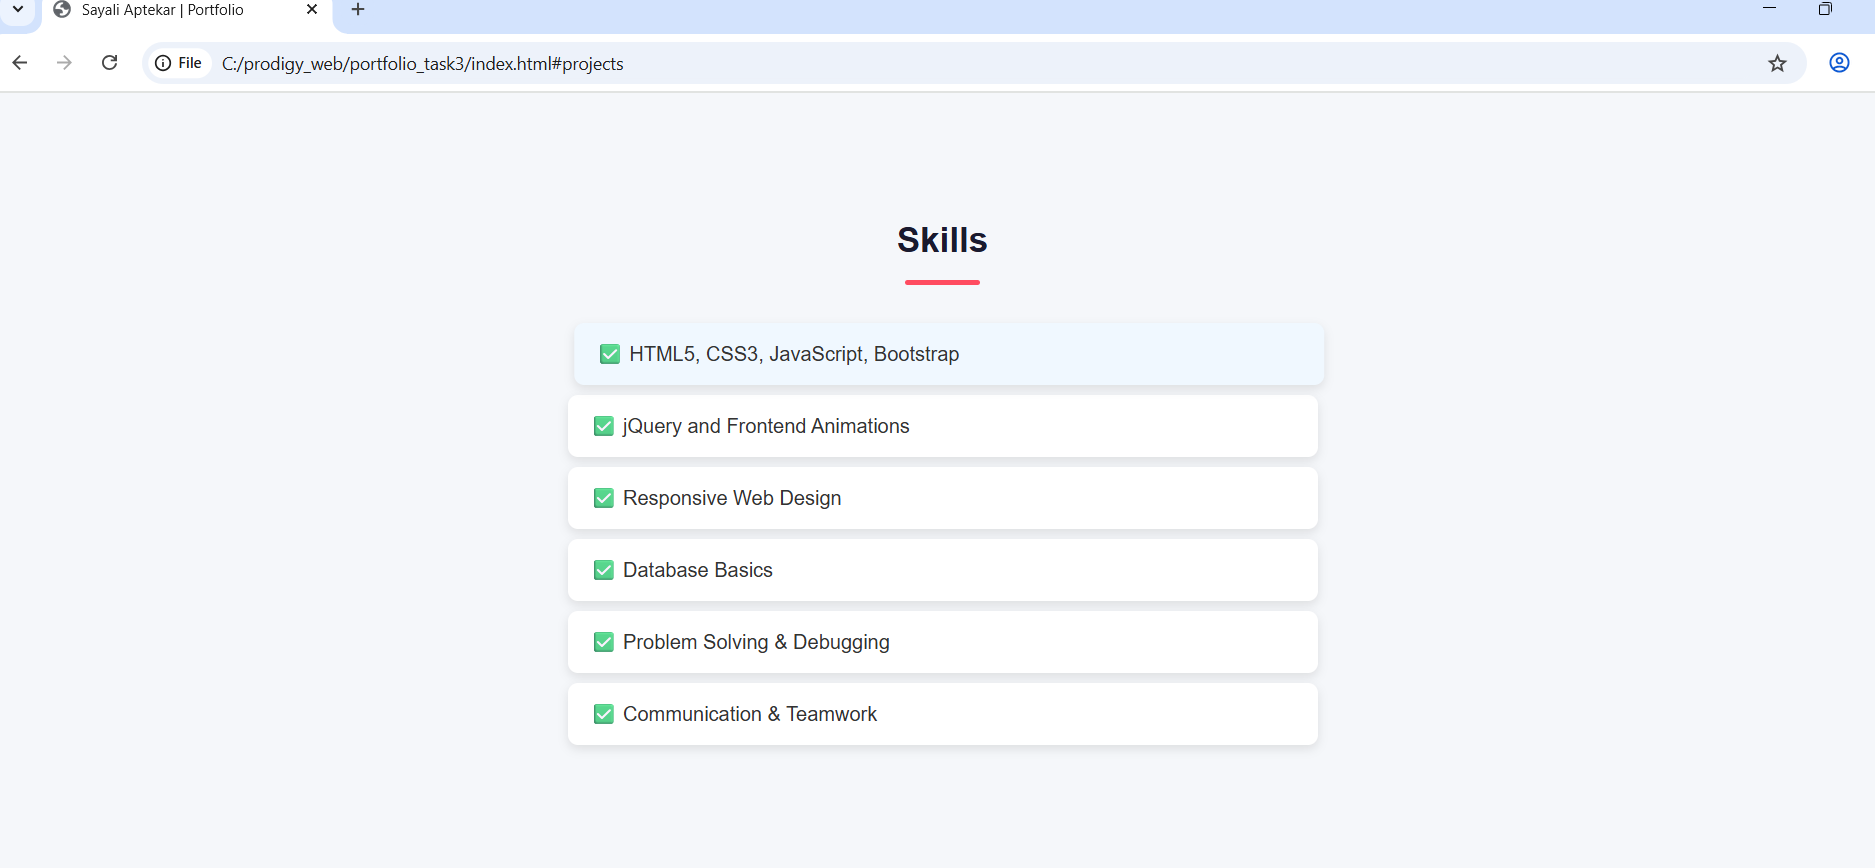 Sayali Aptekar | Portfolio
File C:/prodigy_web/portfolio_task3/index.html#projects
Skills
✅ HTML5, CSS3, JavaScript, Bootstrap
✅ jQuery and Frontend Animations
✅ Responsive Web Design
✅ Database Basics
✅ Problem Solving & Debugging
✅ Communication & Teamwork